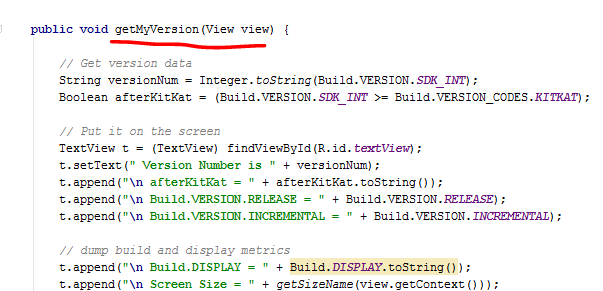 public void getMyVersion(View view) {
// Get version data
String versionNum = Integer.toString(Build.VERSION.SDK_INT);
Boolean afterKitKat = (Build.VERSION.SDK_INT >= Build.VERSION_CODES.KITKAT);
// Put it on the screen
TextView t = (TextView) findViewById(R.id.textView);
t.setText(" Version Number is " + versionNum);
t.append("\n afterKitKat = " + afterKitKat.toString());
t.append("\n Build.VERSION.RELEASE = " + Build.VERSION.RELEASE);
t.append("\n Build.VERSION.INCREMENTAL = " + Build.VERSION.INCREMENTAL);
// dump build and display metrics
t.append("\n Build.DISPLAY = " + Build.DISPLAY.toString());
t.append("\n Screen Size = " + getSizeName(view.getContext()));